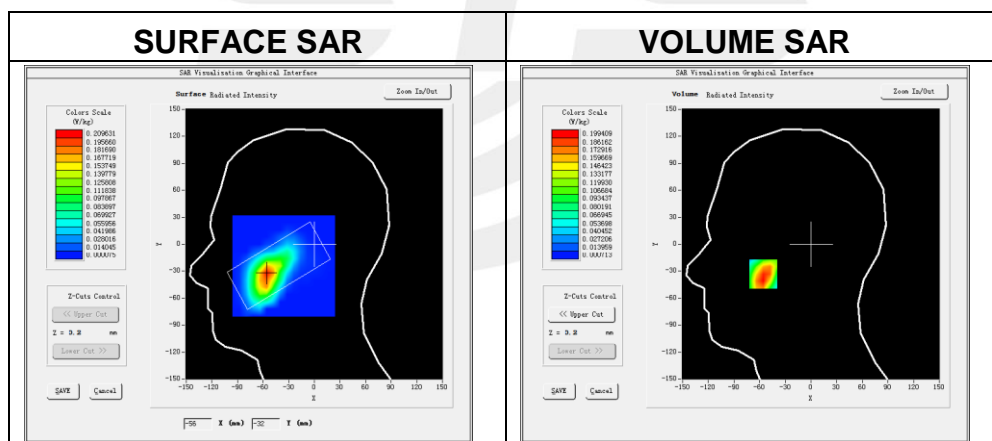 SURFACE SAR
VOLUME SAR
SAR Visualisation Graphical Interface
Surface Radiated Intensity
Zoom In/Out
Colors Scale
(W/kg)
0.209631
0.195660
0.181690
0.167719
0.153749
0.139779
0.125808
0.111838
0.097867
0.083897
0.069927
0.055956
0.041986
0.028016
0.014045
0.000075
150
120
90
60
30
0
-30
-60
-90
-120
-150
Y
-150 -120 -90 -60 -30 0 30 60 90 120 150
X
Z-Cuts Control
<< Upper Cut
Z = 3.2 mm
Lower Cut >>
SAVE
Cancel
-56 X (mm) -32 Y (mm)
SAR Visualisation Graphical Interface
Volume Radiated Intensity
Zoom In/Out
Colors Scale
(W/kg)
0.199409
0.186162
0.172916
0.159669
0.146423
0.133177
0.119930
0.106684
0.093437
0.080191
0.066945
0.053698
0.040452
0.027206
0.013959
0.000713
150
120
90
60
30
0
-30
-60
-90
-120
-150
Y
-150 -120 -90 -60 -30 0 30 60 90 120 150
X
Z-Cuts Control
<< Upper Cut
Z = 3.2 mm
Lower Cut >>
SAVE
Cancel